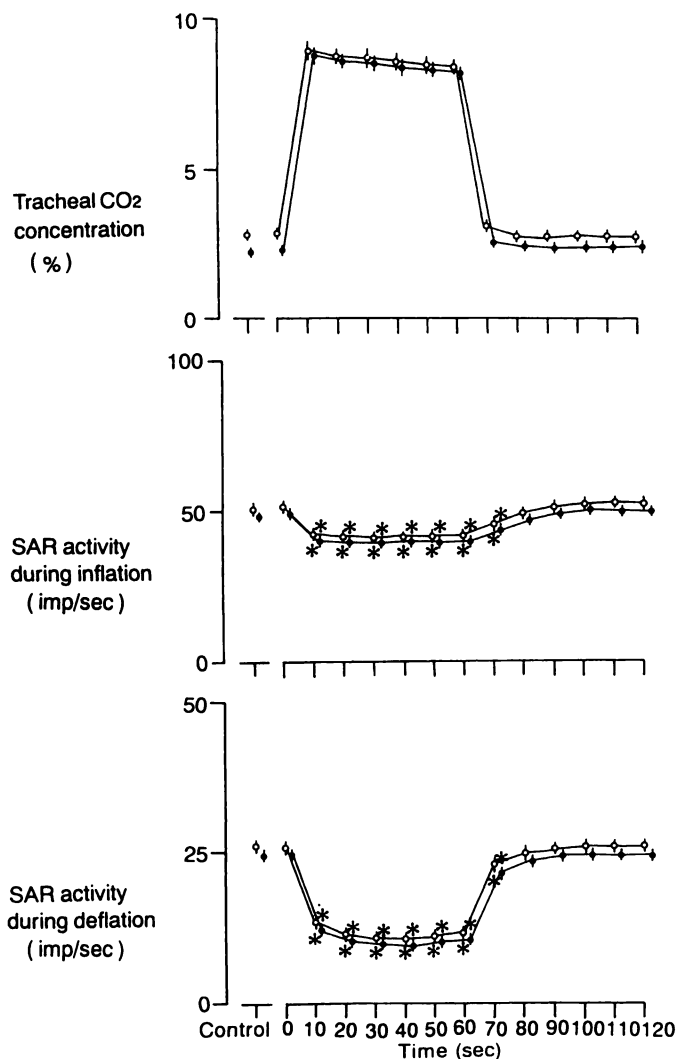 10
5
0
Tracheal CO2
concentration
(%)
100
50
0
SAR activity
during inflation
(imp/sec)
50
25
0
SAR activity
during deflation
(imp/sec)
Control 0 10 20 30 40 50 60 70 80 90 100 110 120
Time (sec)